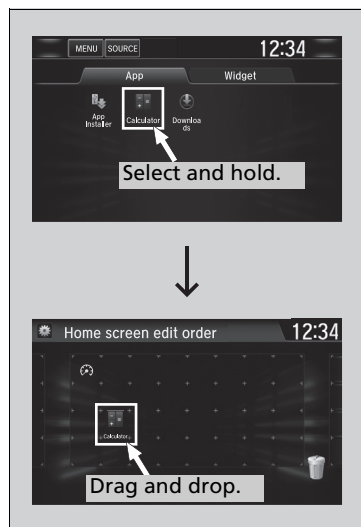 MENU SOURCE 12:34
App Widget
App
Installer
Calculator
Downloa
ds
Select and hold.
Home screen edit order 12:34
Calculator
Drag and drop.